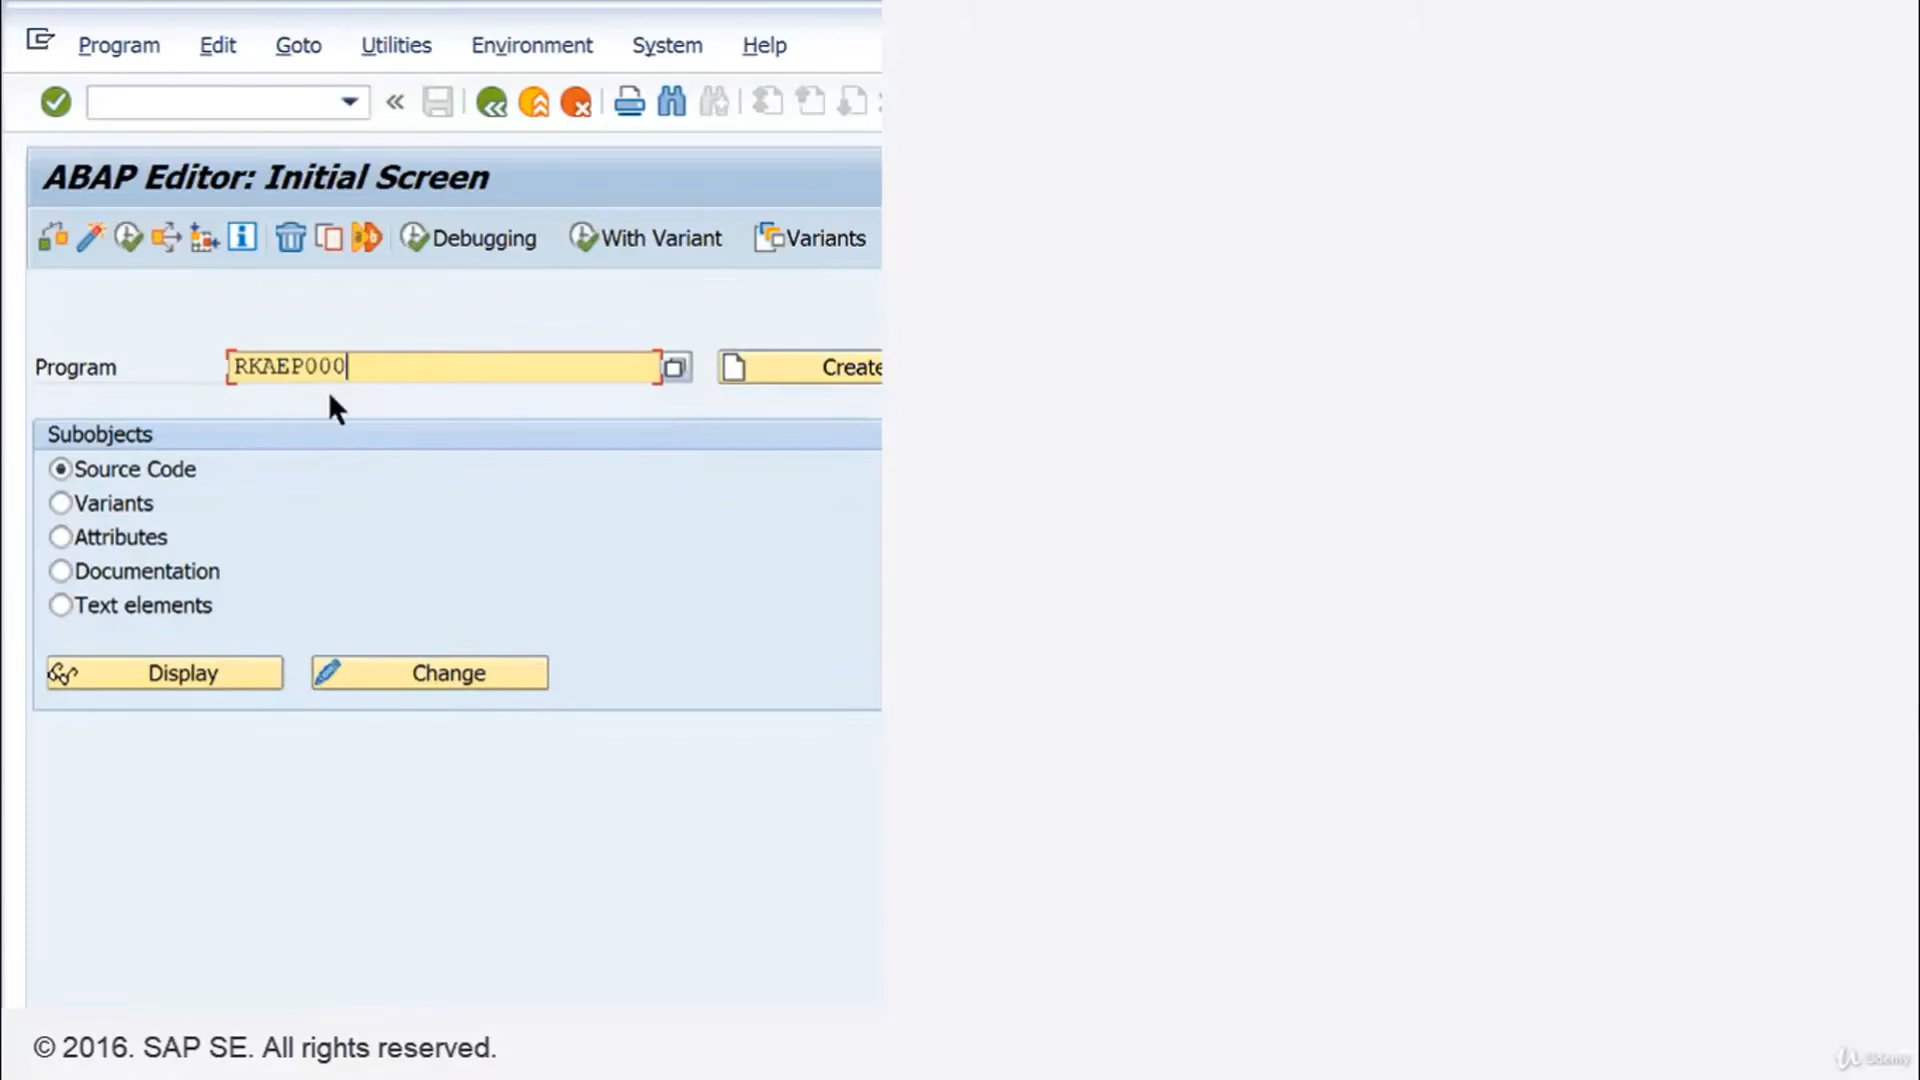 Program Edit Goto Utilities Environment System Help
ABAP Editor: Initial Screen
Debugging With Variant Variants
Program RKAEP000 Create
Subobjects
Source Code
Variants
Attributes
Documentation
Text elements
Display Change
© 2016. SAP SE. All rights reserved.
Udemy